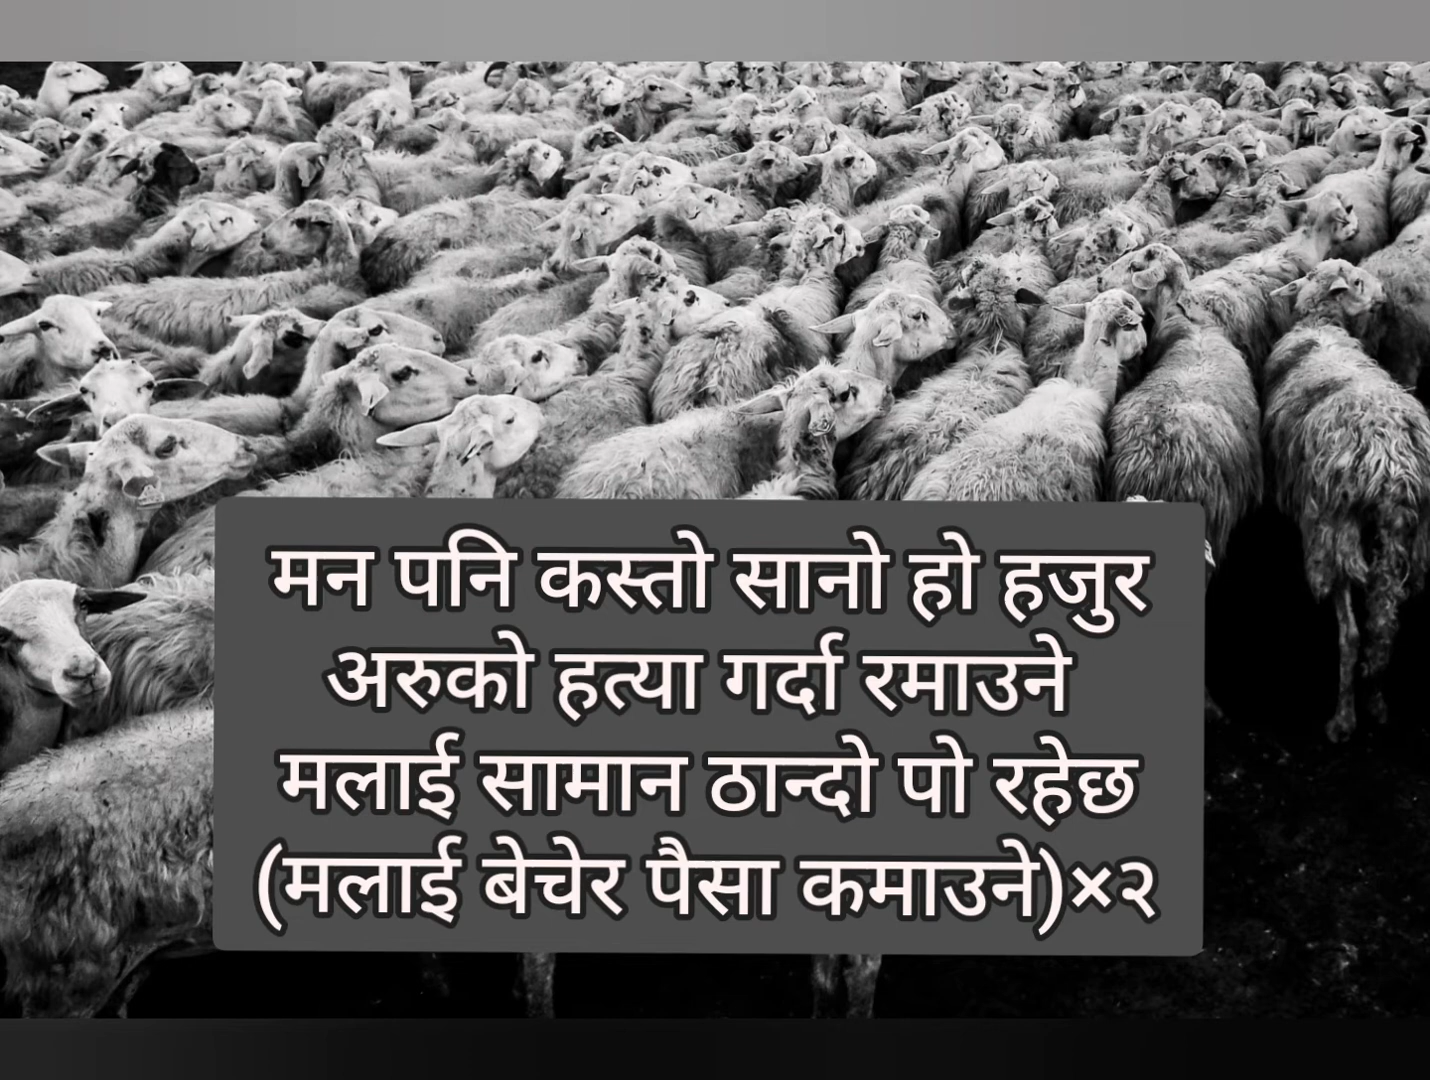 मन पनि कस्तो सानो हो हजुर
अरुको हत्या गर्दा रमाउने
मलाई सामान ठान्दो पो रहेछ
(मलाई बेचेर पैसा कमाउने)×२